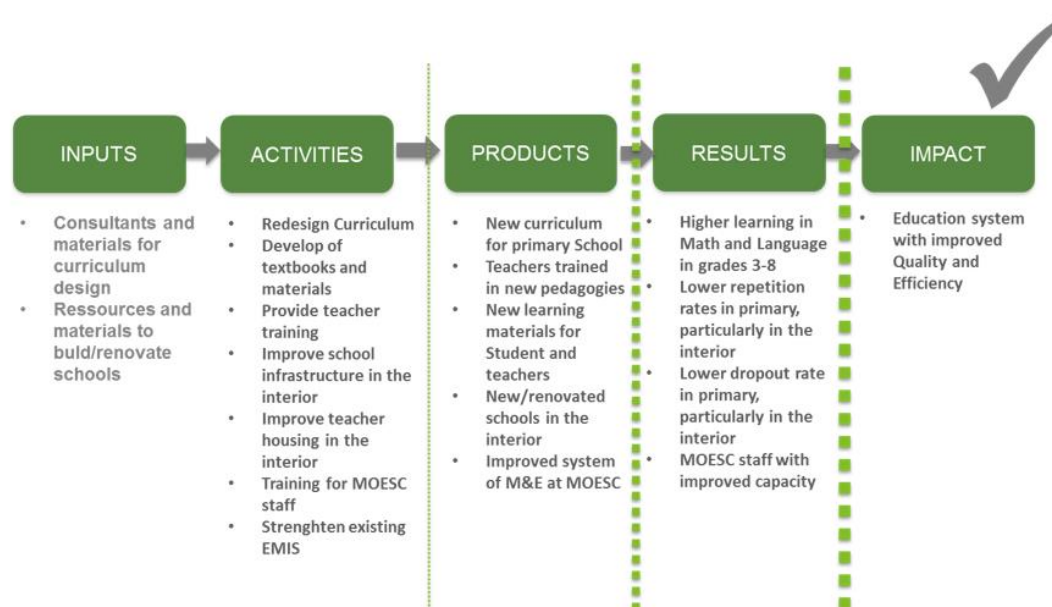 INPUTS
• Consultants and
materials for
curriculum
design
• Ressources and
materials to
buld/renovate
schools
ACTIVITIES
• Redesign Curriculum
• Develop of
textbooks and
materials
• Provide teacher
training
• Improve school
infrastructure in the
interior
• Improve teacher
housing in the
interior
• Training for MOESC
staff
• Strenghten existing
EMIS
PRODUCTS
• New curriculum
for primary School
• Teachers trained
in new pedagogies
• New learning
materials for
Student and
teachers
• New/renovated
schools in the
interior
• Improved system
of M&E at MOESC
RESULTS
• Higher learning in
Math and Language
in grades 3-8
• Lower repetition
rates in primary,
particularly in the
interior
• Lower dropout rate
in primary,
particularly in the
interior
• MOESC staff with
improved capacity
IMPACT
• Education system
with improved
Quality and
Efficiency